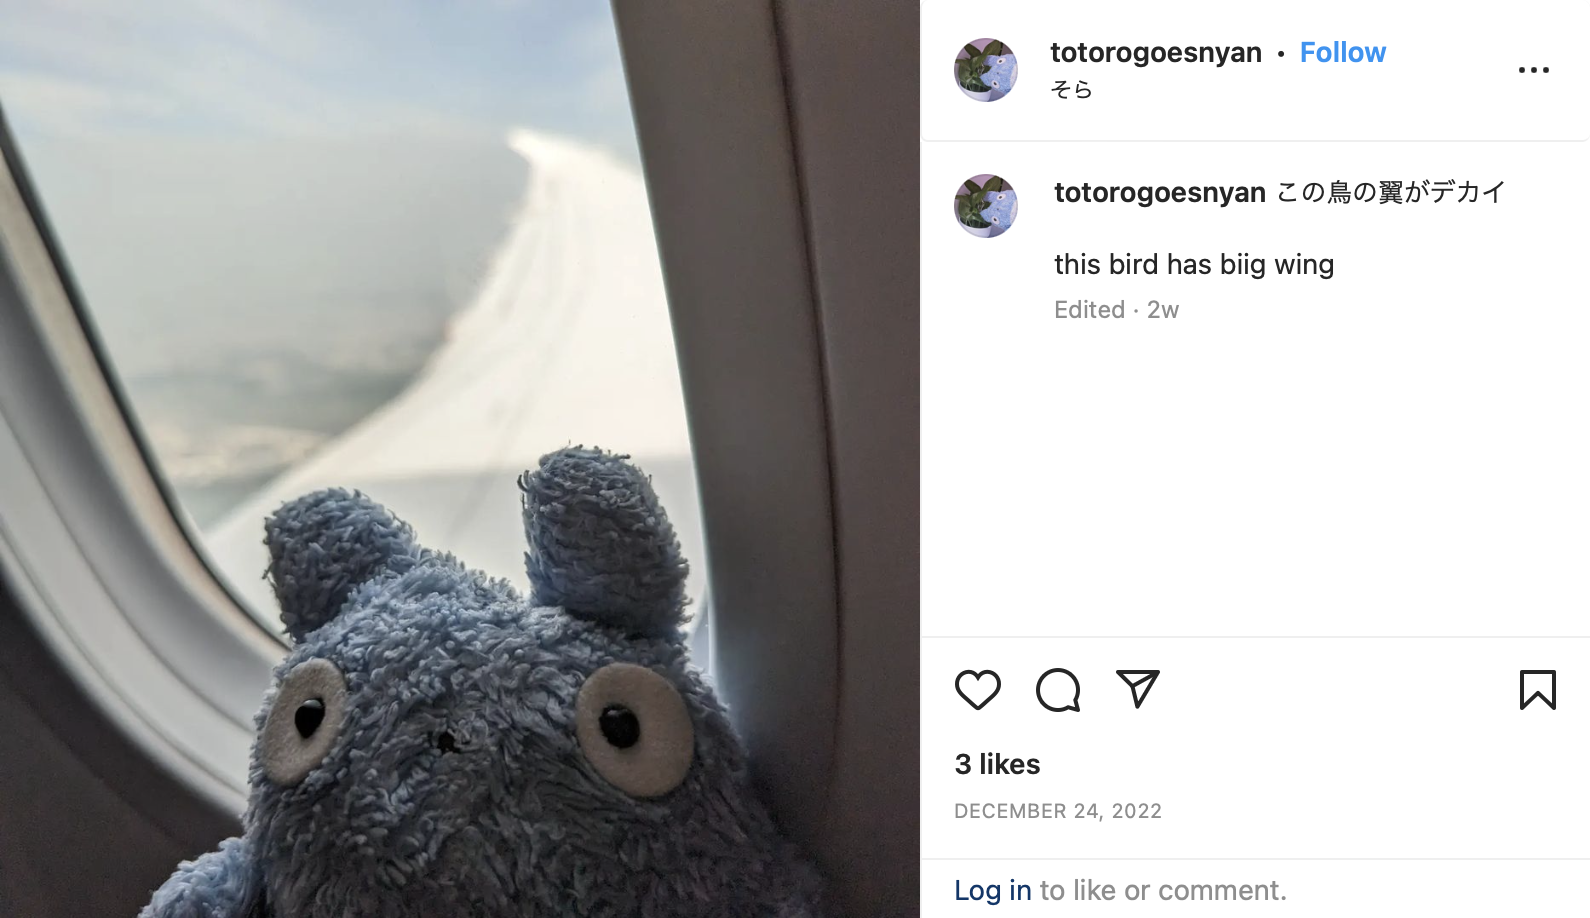 totorogoesnyan • Follow
そら
totorogoesnyan この鳥の翼がデカイ
this bird has biig wing
Edited · 2w
3 likes
DECEMBER 24, 2022
Log in to like or comment.